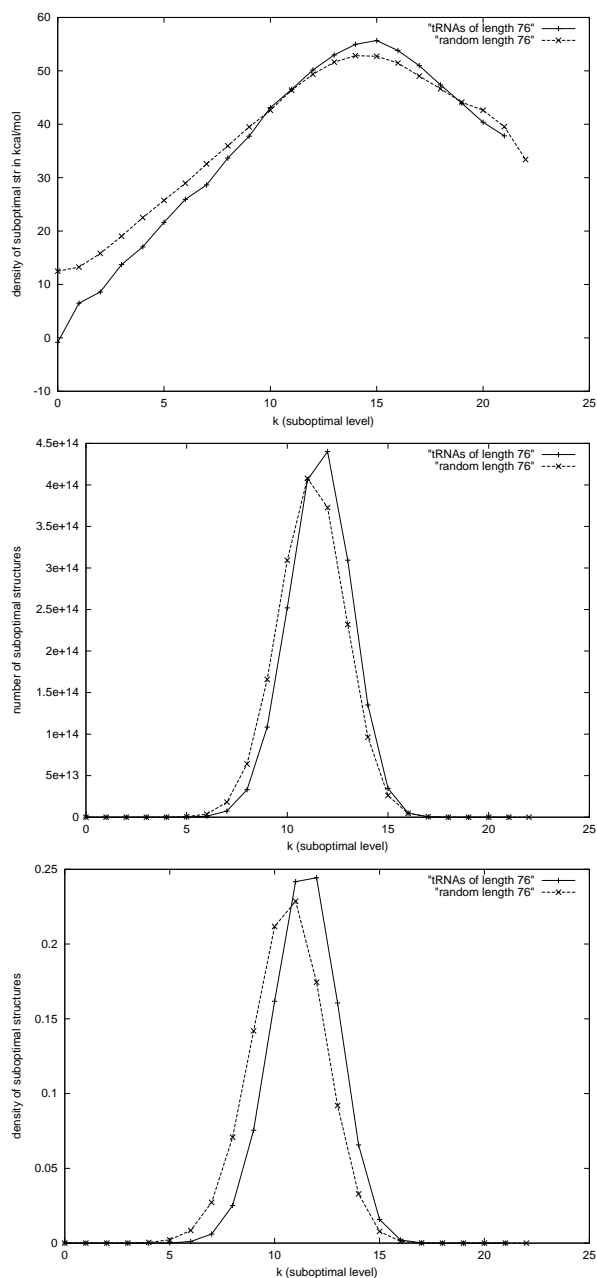 60
50
40
30
20
10
0
-10
density of suboptimal str in kcal/mol
"tRNAs of length 76"
"random length 76"
0 5 10 15 20 25
k (suboptimal level)
4.5e+14
4e+14
3.5e+14
3e+14
2.5e+14
2e+14
1.5e+14
1e+14
5e+13
0
number of suboptimal structures
"tRNAs of length 76"
"random length 76"
0 5 10 15 20 25
k (suboptimal level)
0.25
0.2
0.15
0.1
0.05
0
density of suboptimal structures
"tRNAs of length 76"
"random length 76"
0 5 10 15 20 25
k (suboptimal level)